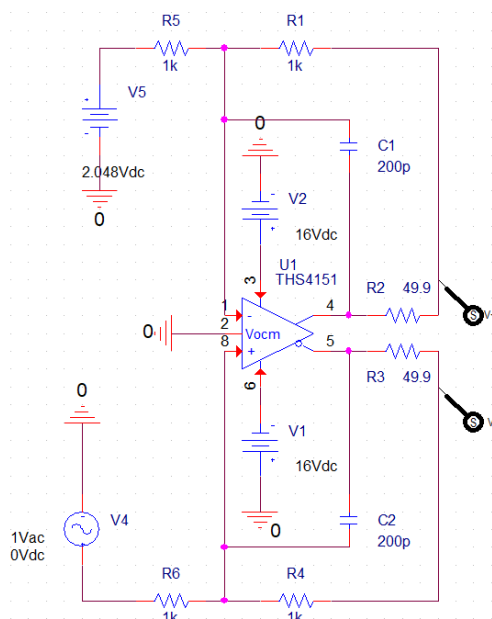 R5
1k
R1
1k
+
V5
-
2.048Vdc
0
0
C1
200p
-
V2
+
16Vdc
U1
THS4151
3
4
R2
49.9
1
-
2
Vocm
0
8
+
5
S
V-
R3
49.9
6
0
-
V1
+
16Vdc
0
S
V
V4
1Vac
0Vdc
C2
200p
R6
1k
R4
1k